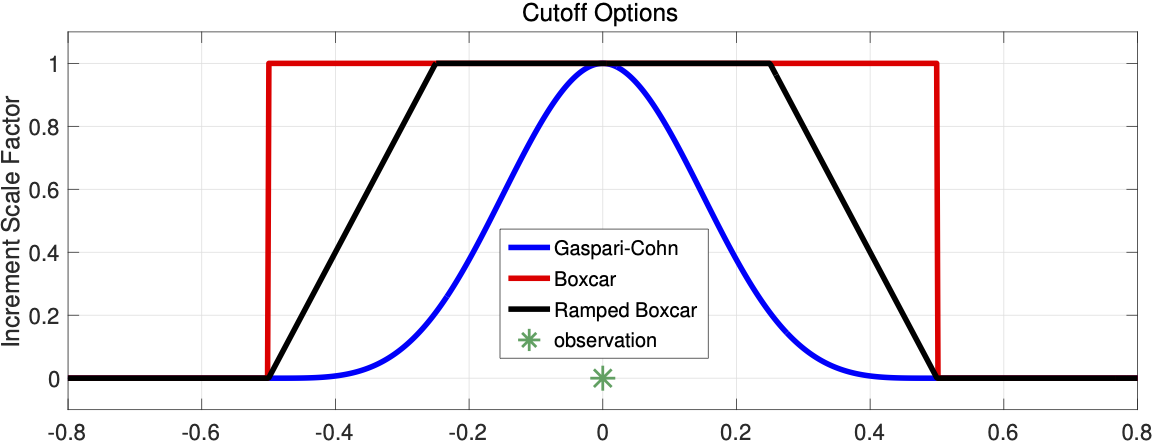 Cutoff Options
Increment Scale Factor
1
0.8
0.6
0.4
0.2
0
Gaspari-Cohn
Boxcar
Ramped Boxcar
observation
-0.8 -0.6 -0.4 -0.2 0 0.2 0.4 0.6 0.8